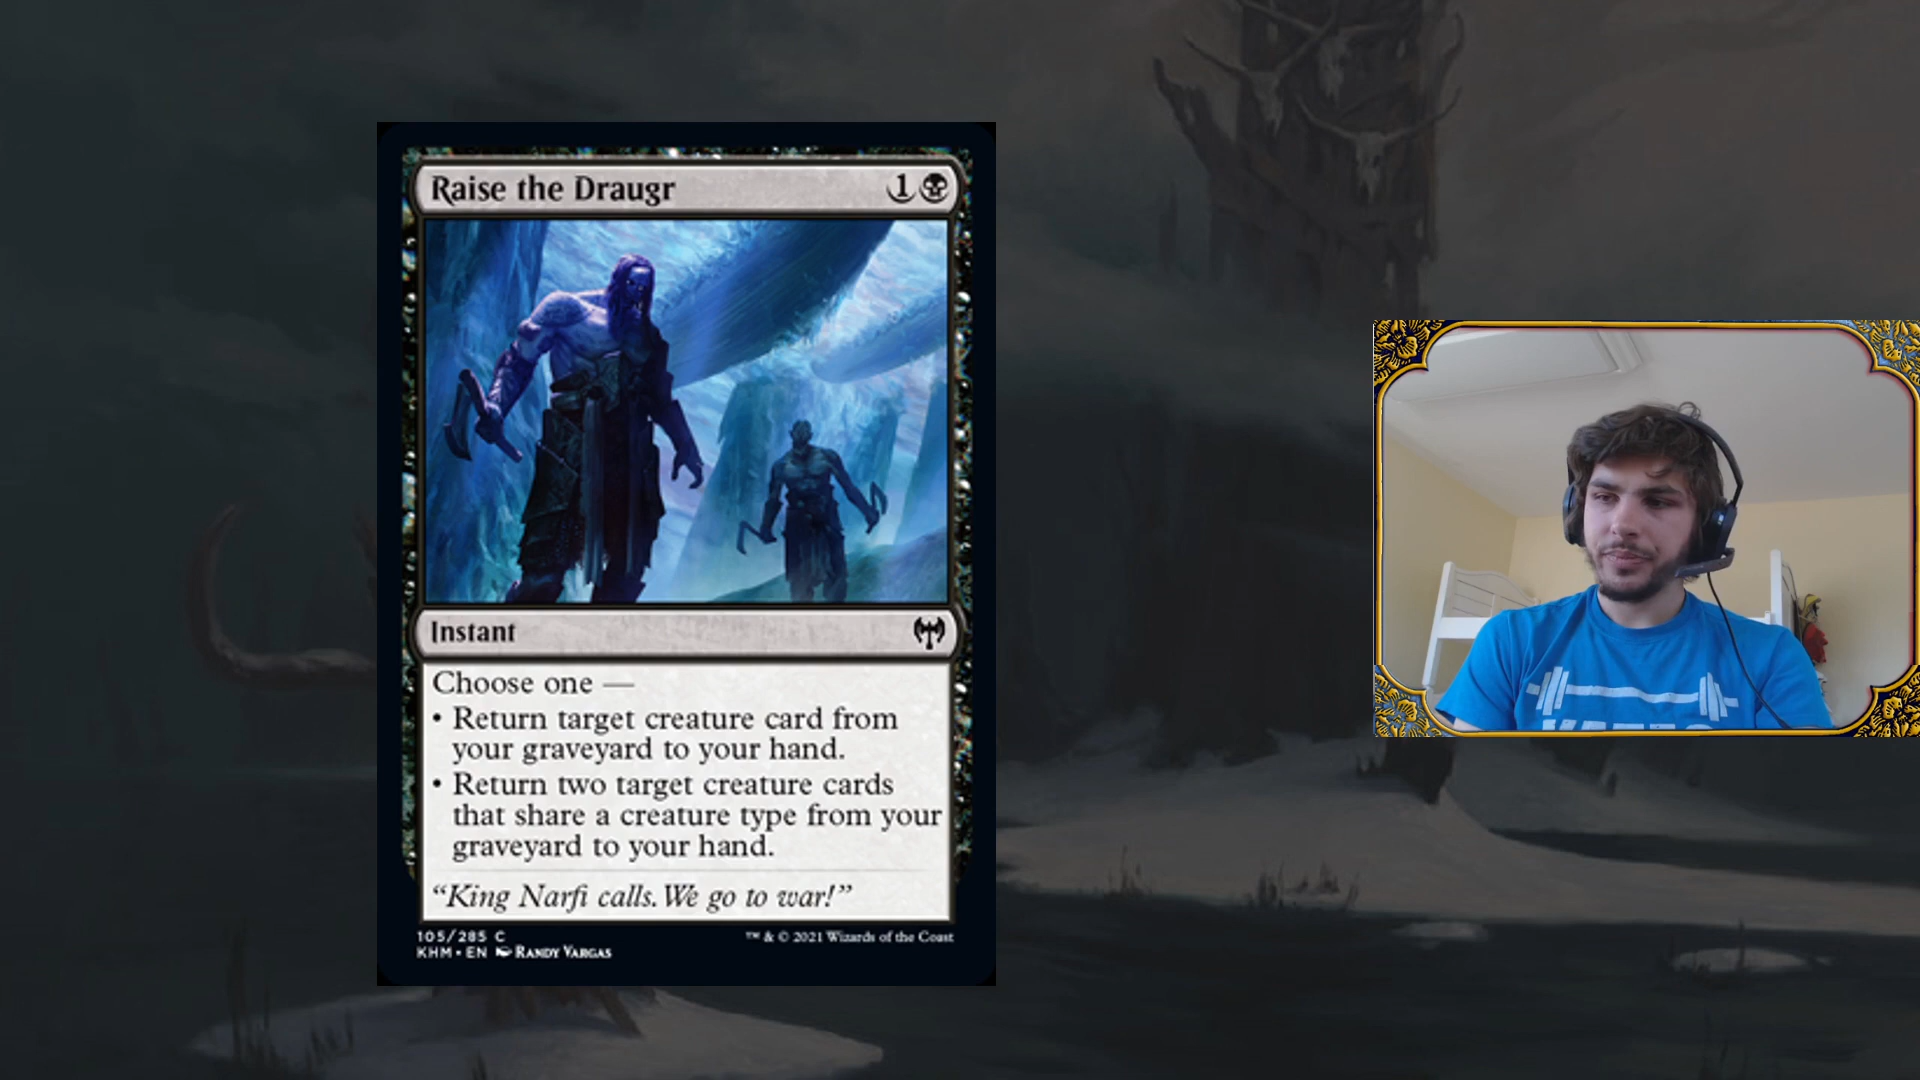 Raise the Draugr 1
Instant
Choose one —
• Return target creature card from
your graveyard to your hand.
• Return two target creature cards
that share a creature type from your
graveyard to your hand.
“King Narfi calls. We go to war!”
105/285 C
™ & © 2021 Wizards of the Coast
KHM • EN Randy Vargas